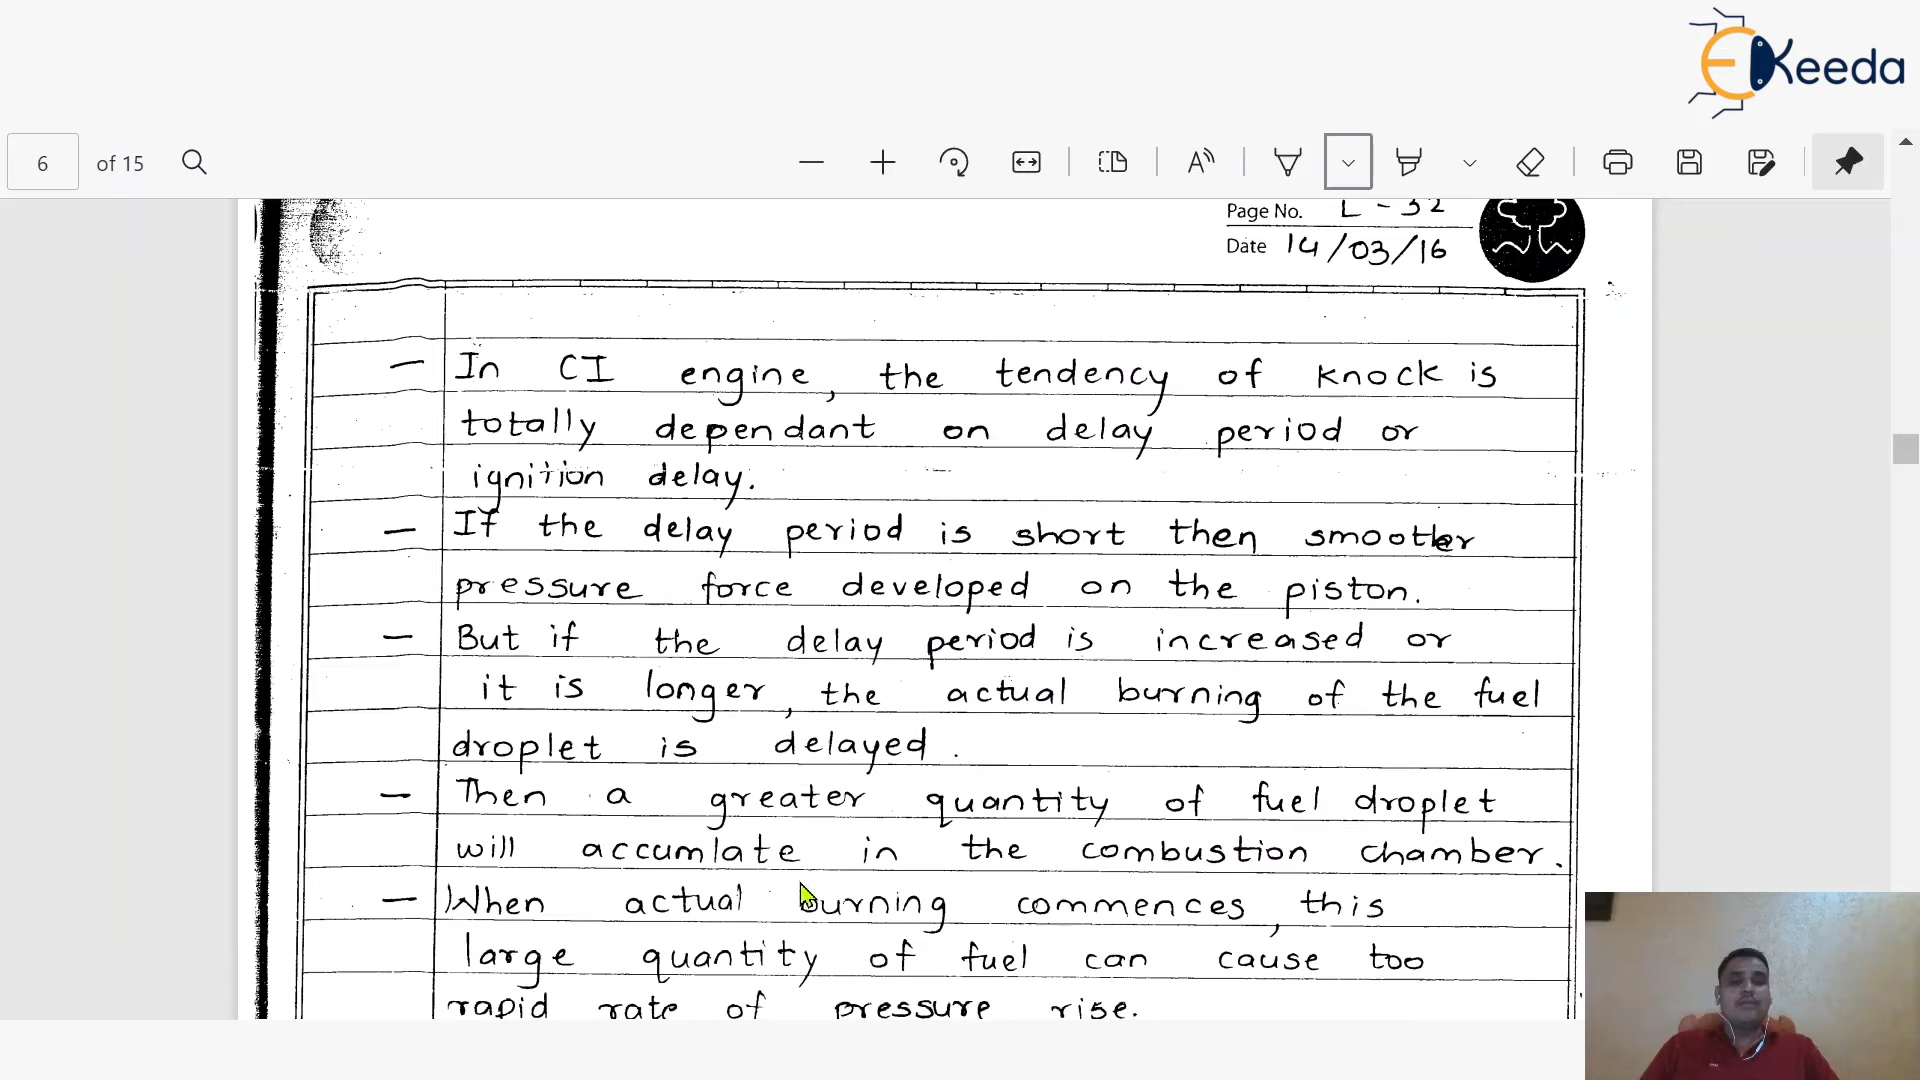 EKeeda
6 of 15
Page No. L - 32
Date 14/03/16
- In CI engine, the tendency of knock is
totally dependant on delay period or
ignition delay.
- If the delay period is short then smoother
pressure force developed on the piston.
- But if the delay period is increased or
it is longer, the actual burning of the fuel
droplet is delayed.
- Then a greater quantity of fuel droplet
will accumlate in the combustion chamber.
- When actual burning commences, this
large quantity of fuel can cause too
rapid rate of pressure rise.